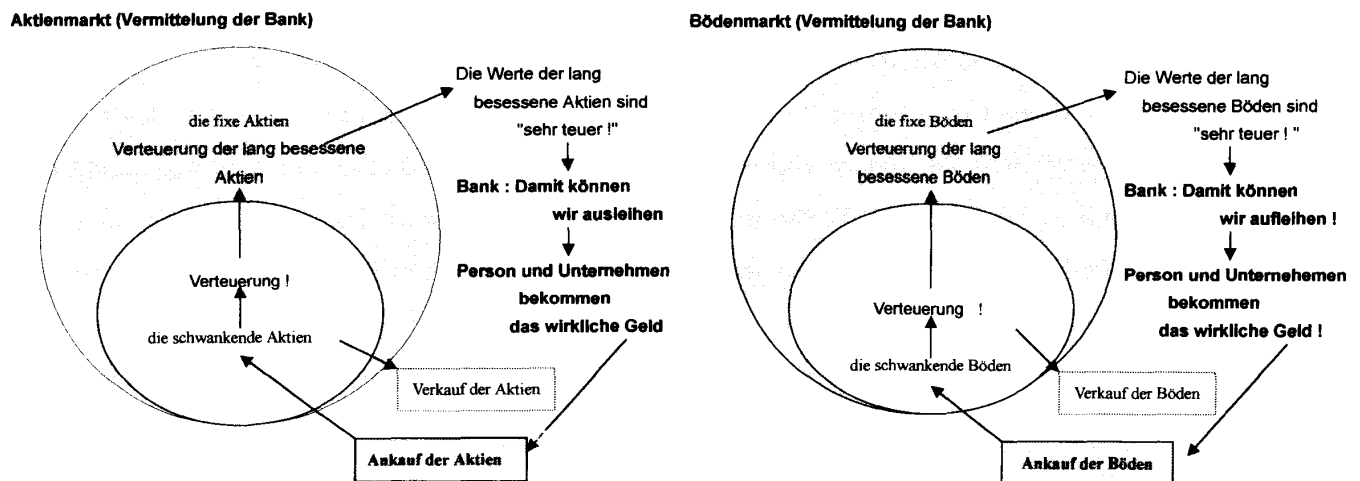 Aktienmarkt (Vermittelung der Bank)
Die Werte der lang
besessene Aktien sind
"sehr teuer !"
die fixe Aktien
Verteuerung der lang besessene
Aktien
Bank : Damit können
wir ausleihen
Person und Unternehmen
bekommen
das wirkliche Geld
Verteuerung !
die schwankende Aktien
Verkauf der Aktien
Ankauf der Aktien
Bödenmarkt (Vermittelung der Bank)
Die Werte der lang
besessene Böden sind
"sehr teuer ! "
die fixe Böden
Verteuerung der lang
besessene Böden
Bank : Damit können
wir aufleihen !
Person und Unternehemen
bekommen
das wirkliche Geld !
Verteuerung !
die schwankende Böden
Verkauf der Böden
Ankauf der Böden